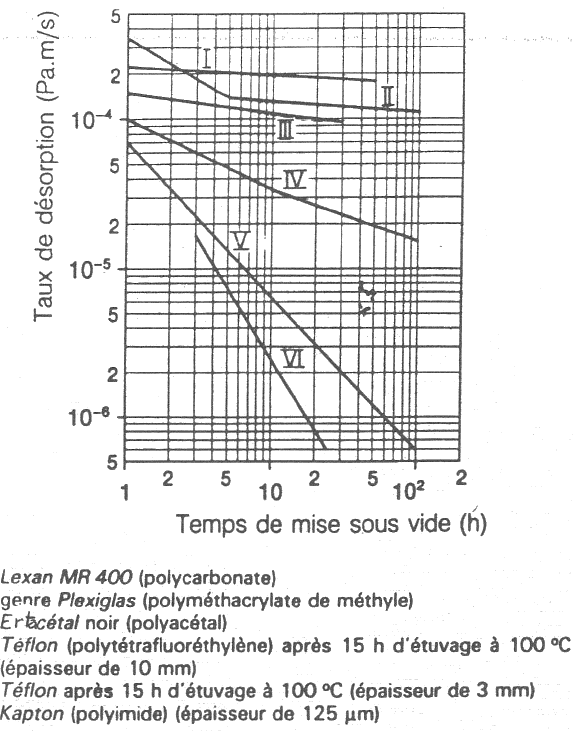 Taux de désorption (Pa.m/s)
5
2
10⁻⁴
5
2
10⁻⁵
5
2
10⁻⁶
5
I
II
III
IV
V
VI
1 2 5 10 2 5 10² 2
Temps de mise sous vide (h)
Lexan MR 400 (polycarbonate)
genre Plexiglas (polyméthacrylate de méthyle)
Ertacétal noir (polyacétal)
Téflon (polytétrafluoréthylène) après 15 h d'étuvage à 100 ºC
(épaisseur de 10 mm)
Téflon après 15 h d'étuvage à 100 ºC (épaisseur de 3 mm)
Kapton (polyimide) (épaisseur de 125 μm)